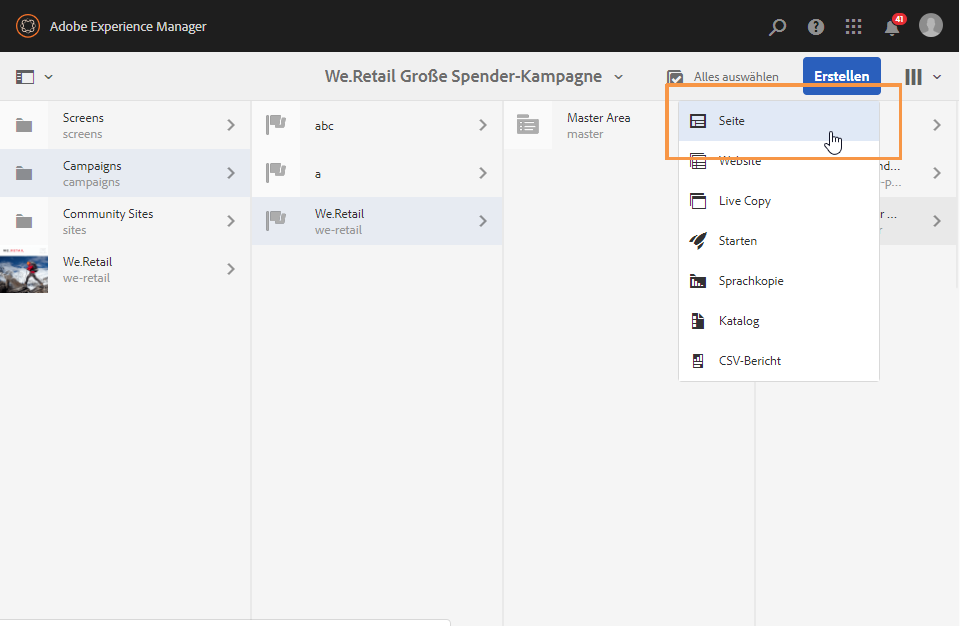 Adobe Experience Manager
41
We.Retail Große Spender-Kampagne
Alles auswählen
Erstellen
Screens
screens
Campaigns
campaigns
Community Sites
sites
We.Retail
we-retail
abc
a
We.Retail
we-retail
Master Area
master
Seite
Website
Live Copy
Starten
Sprachkopie
Katalog
CSV-Bericht